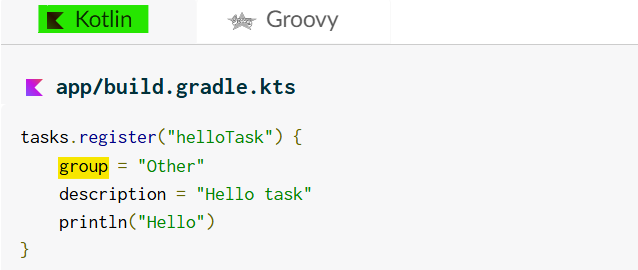 Kotlin Groovy
app/build.gradle.kts
tasks.register("helloTask") {
    group = "Other"
    description = "Hello task"
    println("Hello")
}